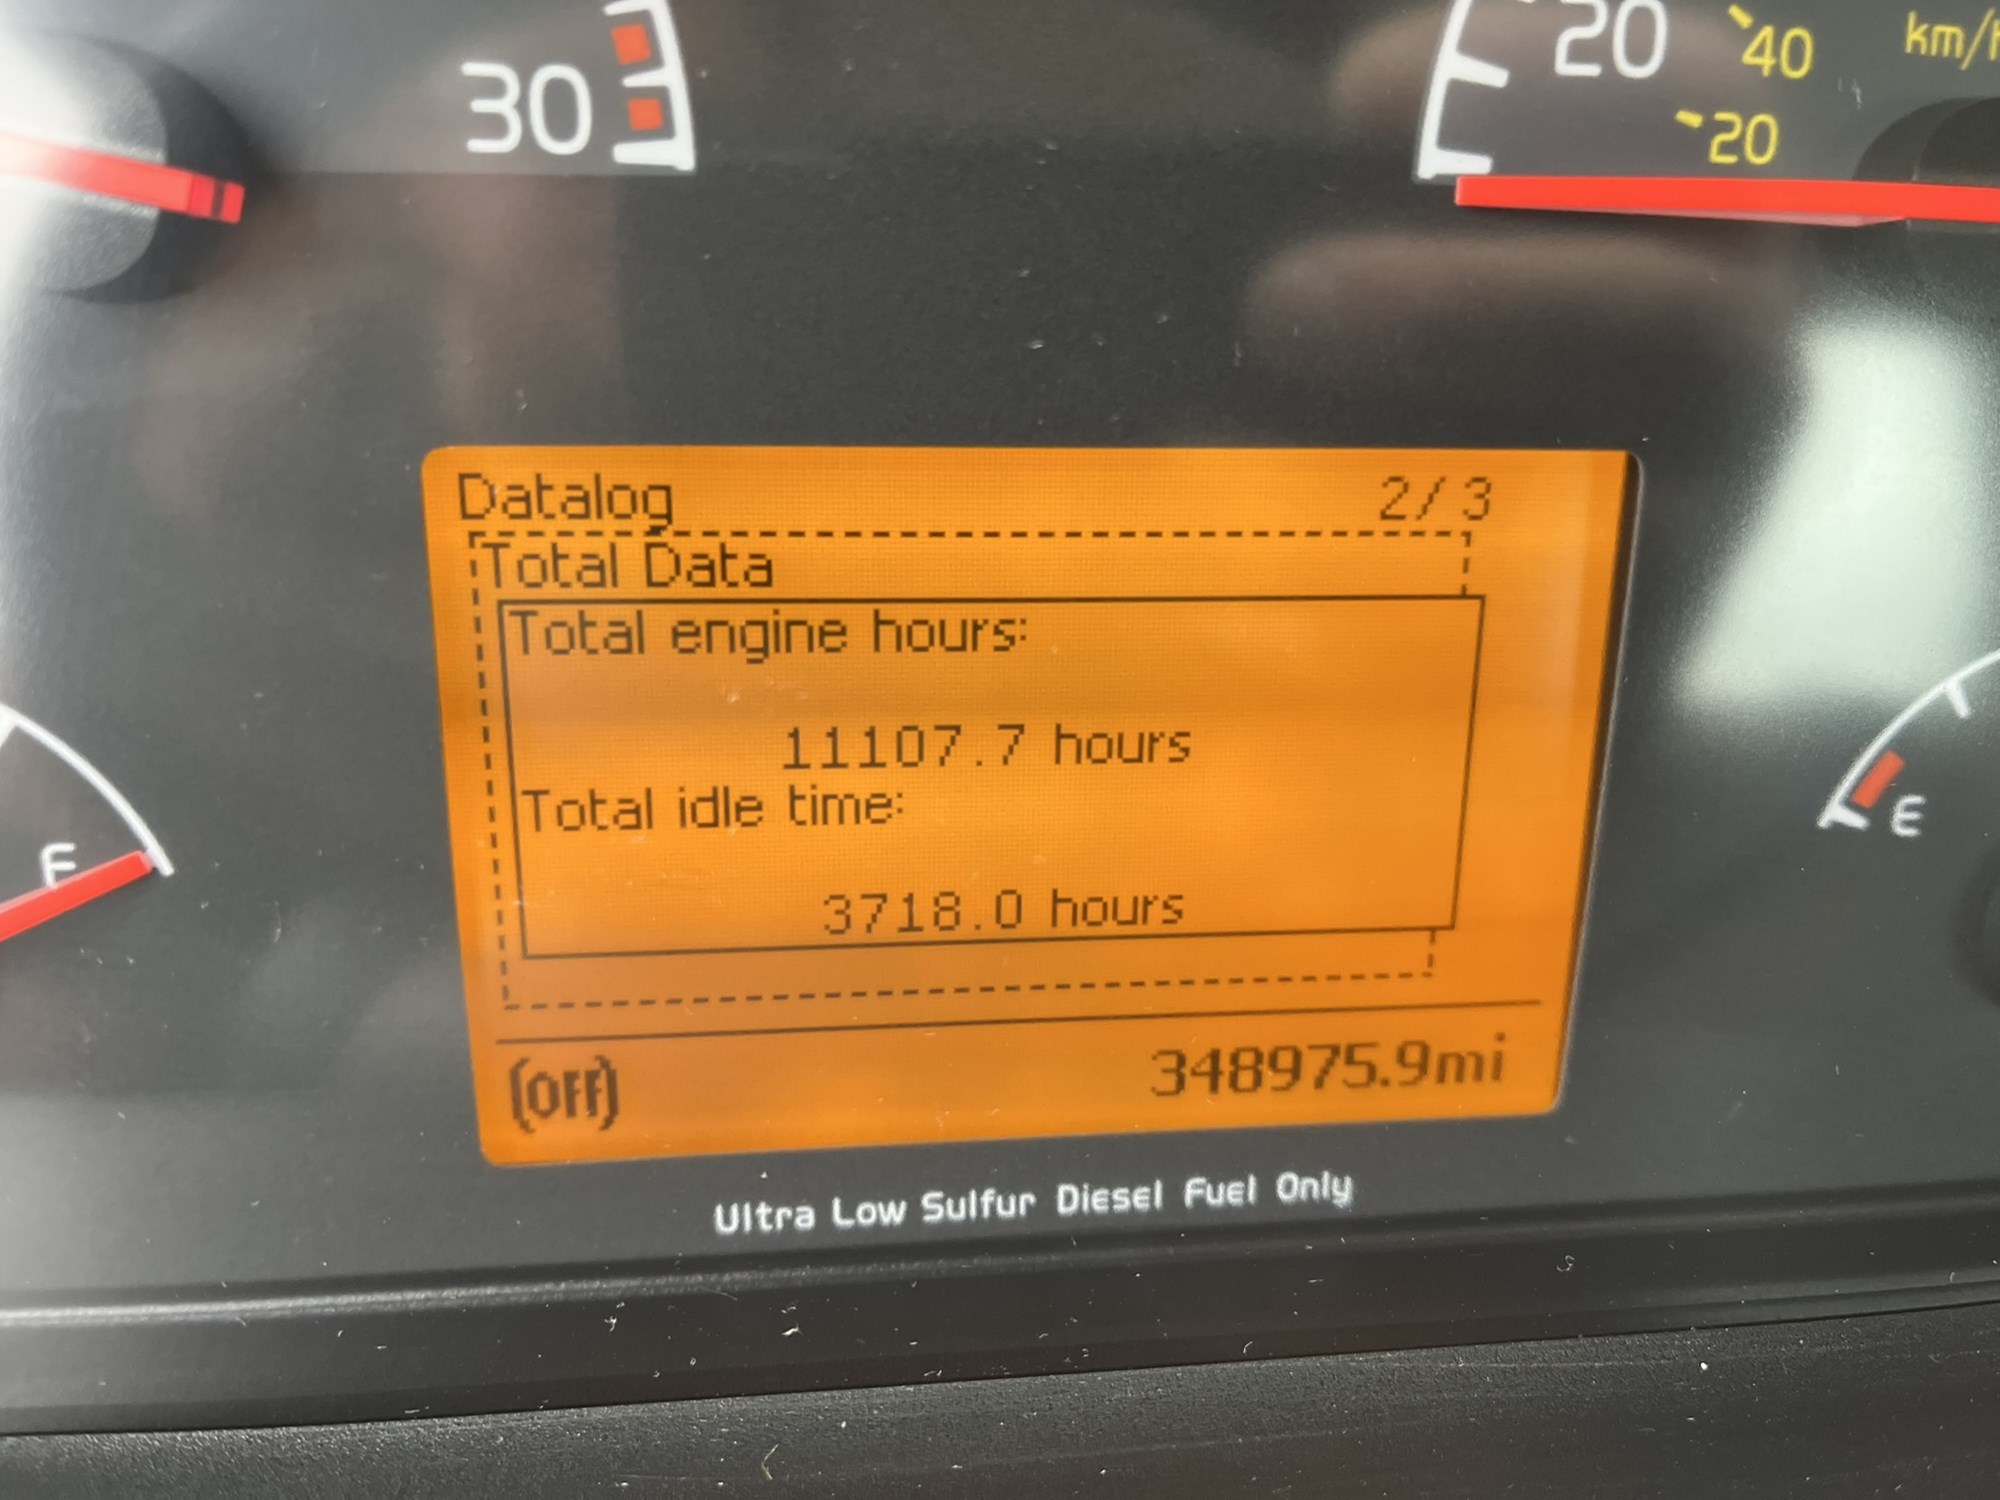 30
20 40 km/h
20
Datalog 2/3
Total Data
Total engine hours:
11107.7 hours
Total idle time:
3718.0 hours
F
E
(OFF) 348975.9mi
Ultra Low Sulfur Diesel Fuel Only